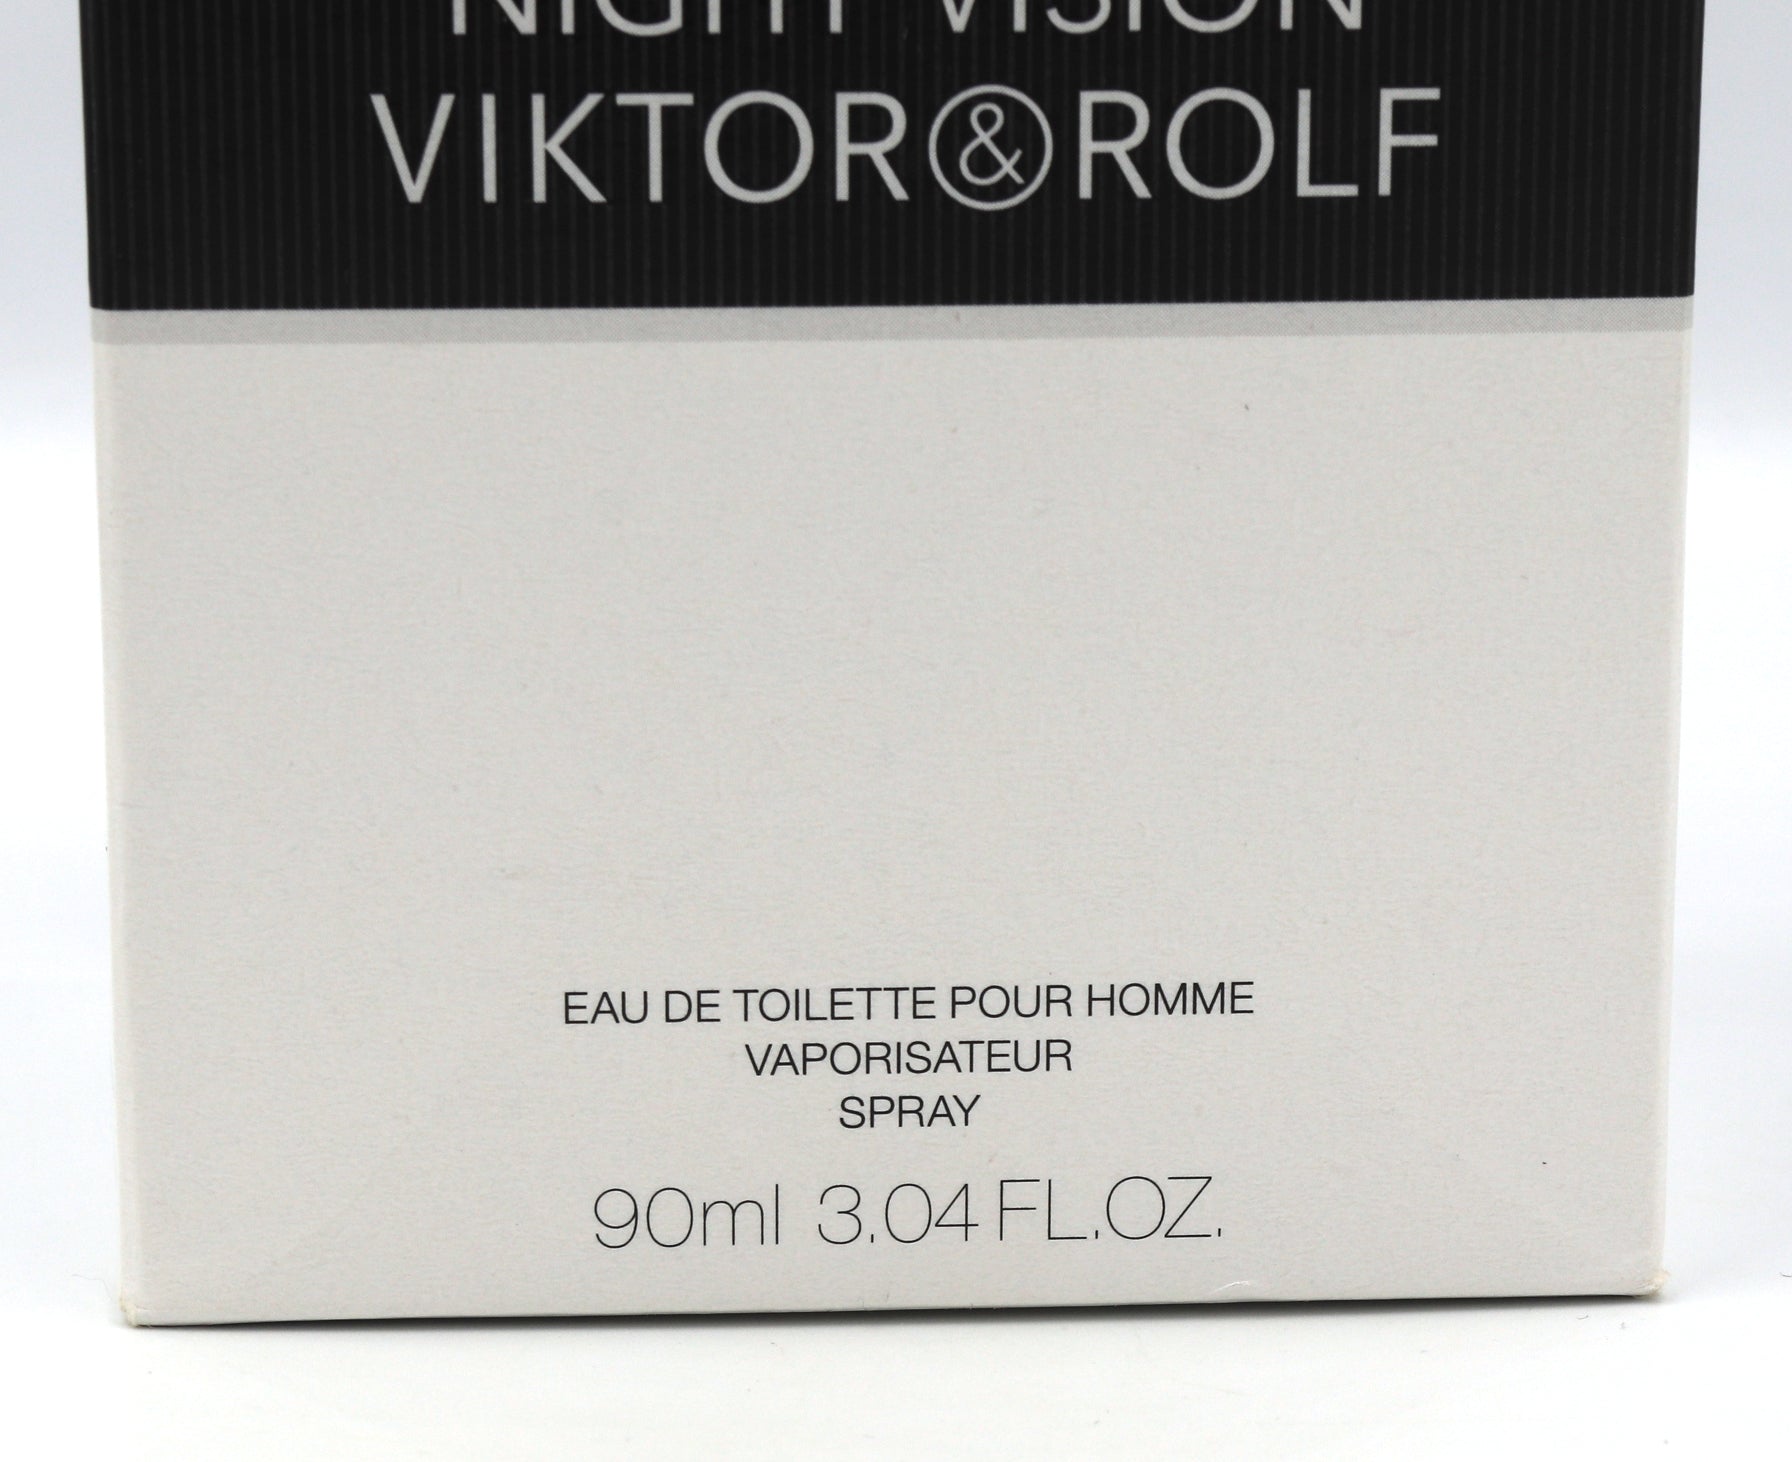 NIGHT VISION
VIKTOR&ROLF
EAU DE TOILETTE POUR HOMME
VAPORISATEUR
SPRAY
90ml 3.04 FL.OZ.